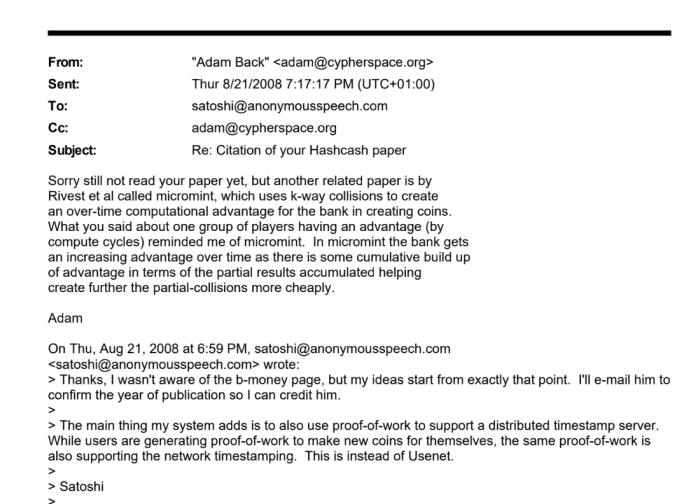 From: "Adam Back" <adam@cypherspace.org>
Sent: Thur 8/21/2008 7:17:17 PM (UTC+01:00)
To: satoshi@anonymousspeech.com
Cc: adam@cypherspace.org
Subject: Re: Citation of your Hashcash paper
Sorry still not read your paper yet, but another related paper is by
Rivest et al called micromint, which uses k-way collisions to create
an over-time computational advantage for the bank in creating coins.
What you said about one group of players having an advantage (by
compute cycles) reminded me of micromint.  In micromint the bank gets
an increasing advantage over time as there is some cumulative build up
of advantage in terms of the partial results accumulated helping
create further the partial-collisions more cheaply.
Adam
On Thu, Aug 21, 2008 at 6:59 PM, satoshi@anonymousspeech.com
<satoshi@anonymousspeech.com> wrote:
> Thanks, I wasn't aware of the b-money page, but my ideas start from exactly that point.  I'll e-mail him to
confirm the year of publication so I can credit him.
>
> The main thing my system adds is to also use proof-of-work to support a distributed timestamp server.
While users are generating proof-of-work to make new coins for themselves, the same proof-of-work is
also supporting the network timestamping.  This is instead of Usenet.
>
> Satoshi
>